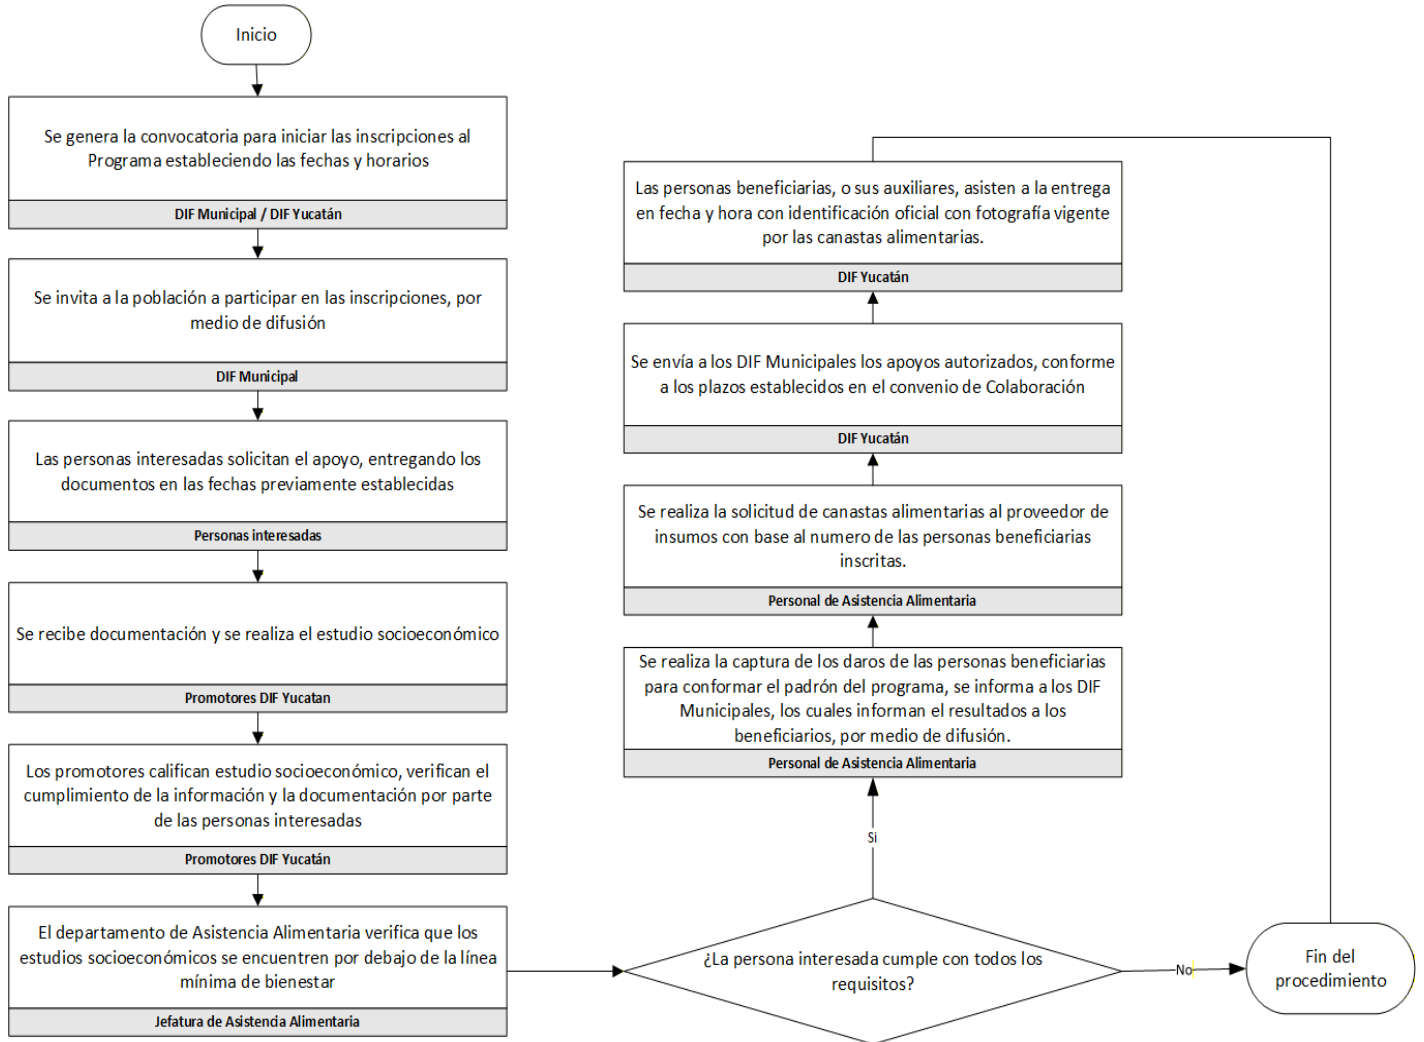 Inicio
Se genera la convocatoria para iniciar las inscripciones al
Programa estableciendo las fechas y horarios
DIF Municipal / DIF Yucatán
Se invita a la población a participar en las inscripciones, por
medio de difusión
DIF Municipal
Las personas interesadas solicitan el apoyo, entregando los
documentos en las fechas previamente establecidas
Personas interesadas
Se recibe documentación y se realiza el estudio socioeconómico
Promotores DIF Yucatan
Los promotores califican estudio socioeconómico, verifican el
cumplimiento de la información y la documentación por parte
de las personas interesadas
Promotores DIF Yucatán
El departamento de Asistencia Alimentaria verifica que los
estudios socioeconómicos se encuentren por debajo de la línea
mínima de bienestar
Jefatura de Asistencia Alimentaria
¿La persona interesada cumple con todos los
requisitos?
Si
No
Se realiza la captura de los daros de las personas beneficiarias
para conformar el padrón del programa, se informa a los DIF
Municipales, los cuales informan el resultados a los
beneficiarios, por medio de difusión.
Personal de Asistencia Alimentaria
Se realiza la solicitud de canastas alimentarias al proveedor de
insumos con base al numero de las personas beneficiarias
inscritas.
Personal de Asistencia Alimentaria
Se envía a los DIF Municipales los apoyos autorizados, conforme
a los plazos establecidos en el convenio de Colaboración
DIF Yucatán
Las personas beneficiarias, o sus auxiliares, asisten a la entrega
en fecha y hora con identificación oficial con fotografía vigente
por las canastas alimentarias.
DIF Yucatán
Fin del
procedimiento